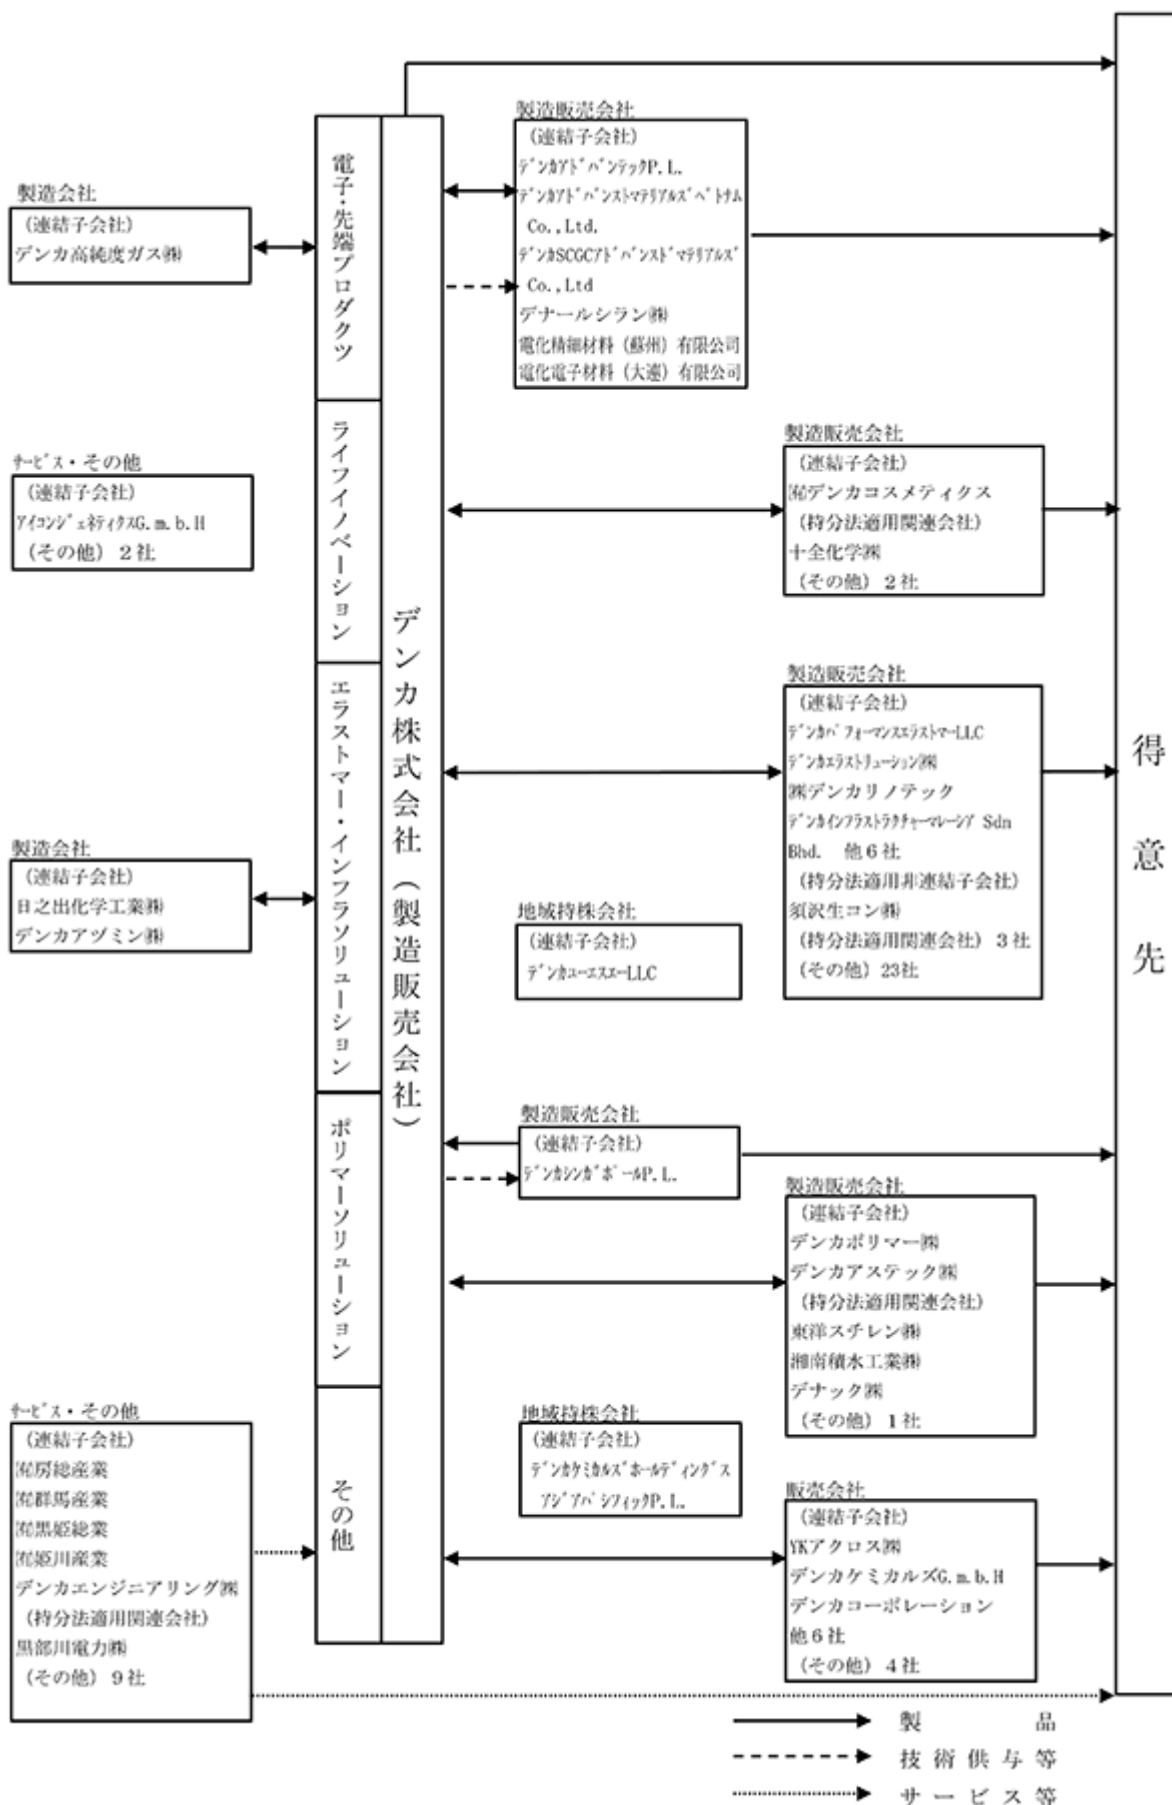 製造販売会社
(連結子会社)
デンカアドバンテックP.L.
デンカアドバンストマテリアルズベトナム
Co.,Ltd.
デンカSCGCアドバンストマテリアルズ
Co.,Ltd
デナールシラン㈱
電化精細材料（蘇州）有限公司
電化電子材料（大連）有限公司
製造会社
(連結子会社)
デンカ高純度ガス㈱
電子・先端プロダクツ
サービス・その他
(連結子会社)
アイコンジェネティクスG.m.b.H
(その他) 2社
ライフイノベーション
製造販売会社
(連結子会社)
㈲デンカコスメティクス
(持分法適用関連会社)
十全化学㈱
(その他) 2社
デンカ株式会社（製造販売会社）
得意先
製造販売会社
(連結子会社)
デンカパフォーマンスエラストマーLLC
デンカエラストリューション㈱
㈱デンカリノテック
デンカインフラストラクチャーマレーシア Sdn
Bhd. 他6社
(持分法適用非連結子会社)
須沢生コン㈱
(持分法適用関連会社) 3社
(その他) 23社
製造会社
(連結子会社)
日之出化学工業㈱
デンカアヅミン㈱
エラストマー・インフラソリューション
地域持株会社
(連結子会社)
デンカユーエスエーLLC
ポリマーソリューション
製造販売会社
(連結子会社)
デンカシンガポールP.L.
製造販売会社
(連結子会社)
デンカポリマー㈱
デンカアステック㈱
(持分法適用関連会社)
東洋スチレン㈱
湘南積水工業㈱
デナック㈱
(その他) 1社
サービス・その他
(連結子会社)
㈲房総産業
㈲群馬産業
㈲黒姫総業
㈲姫川産業
デンカエンジニアリング㈱
(持分法適用関連会社)
黒部川電力㈱
(その他) 9社
その他
地域持株会社
(連結子会社)
デンカケミカルズホールディングス
アジアパシフィックP.L.
販売会社
(連結子会社)
YKアクロス㈱
デンカケミカルズG.m.b.H
デンカコーポレーション
他6社
(その他) 4社
製品
技術供与等
サービス等